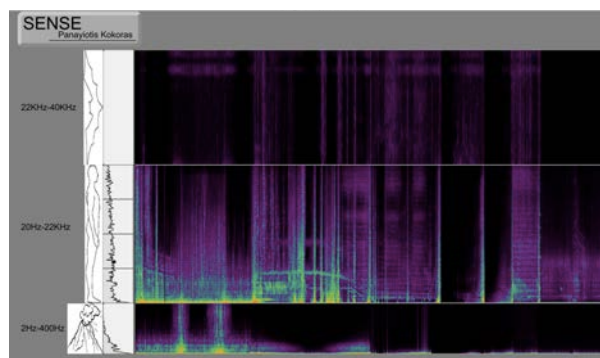 SENSE
Panayiotis Kokoras
22KHz-40KHz
20Hz-22KHz
2Hz-400Hz